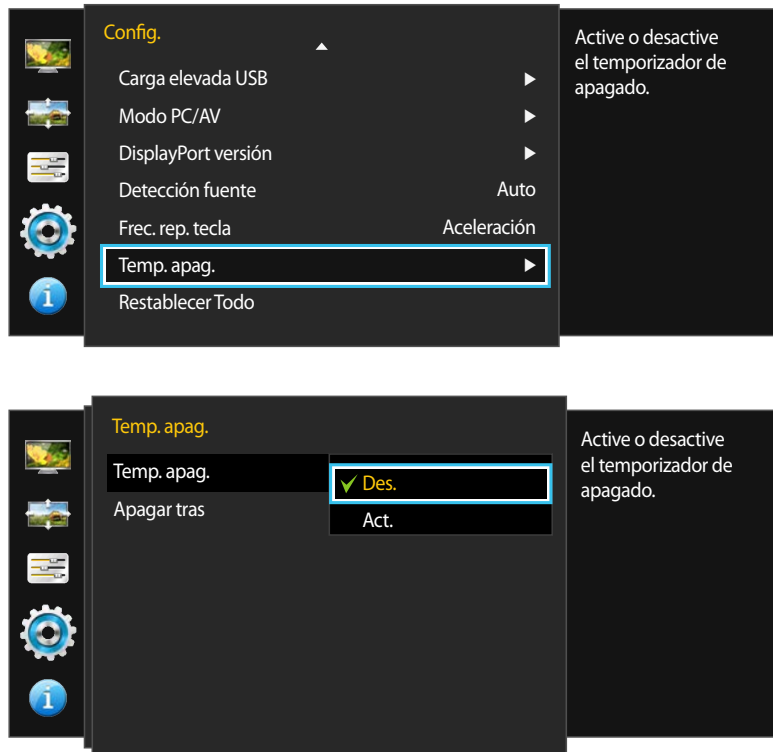 Config.
Carga elevada USB
Modo PC/AV
DisplayPort versión
Detección fuente Auto
Frec. rep. tecla Aceleración
Temp. apag.
Restablecer Todo
Active o desactive
el temporizador de
apagado.
Temp. apag.
Temp. apag. Des.
Apagar tras Act.
Active o desactive
el temporizador de
apagado.